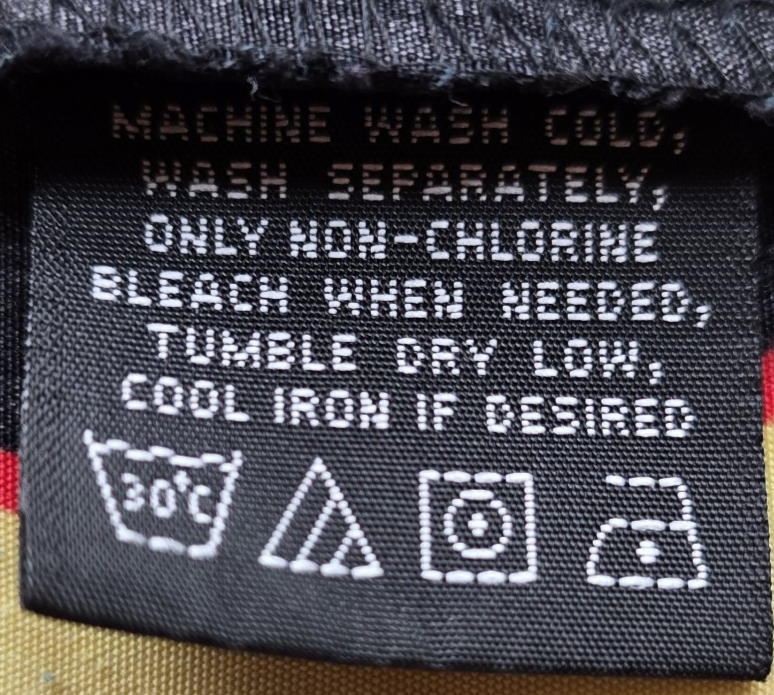 MACHINE WASH COLD,
WASH SEPARATELY,
ONLY NON-CHLORINE
BLEACH WHEN NEEDED,
TUMBLE DRY LOW,
COOL IRON IF DESIRED
30°C